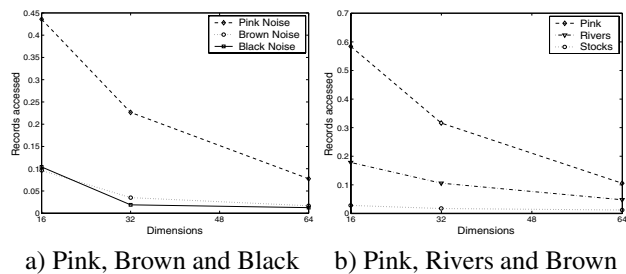 0.45
0.4
0.35
0.3
0.25
0.2
0.15
0.1
0.05
0
Records accessed
16 32 48 64
Dimensions
Pink Noise
Brown Noise
Black Noise
0.7
0.6
0.5
0.4
0.3
0.2
0.1
0
Records accessed
16 32 48 64
Dimensions
Pink
Rivers
Stocks
a) Pink, Brown and Black b) Pink, Rivers and Brown